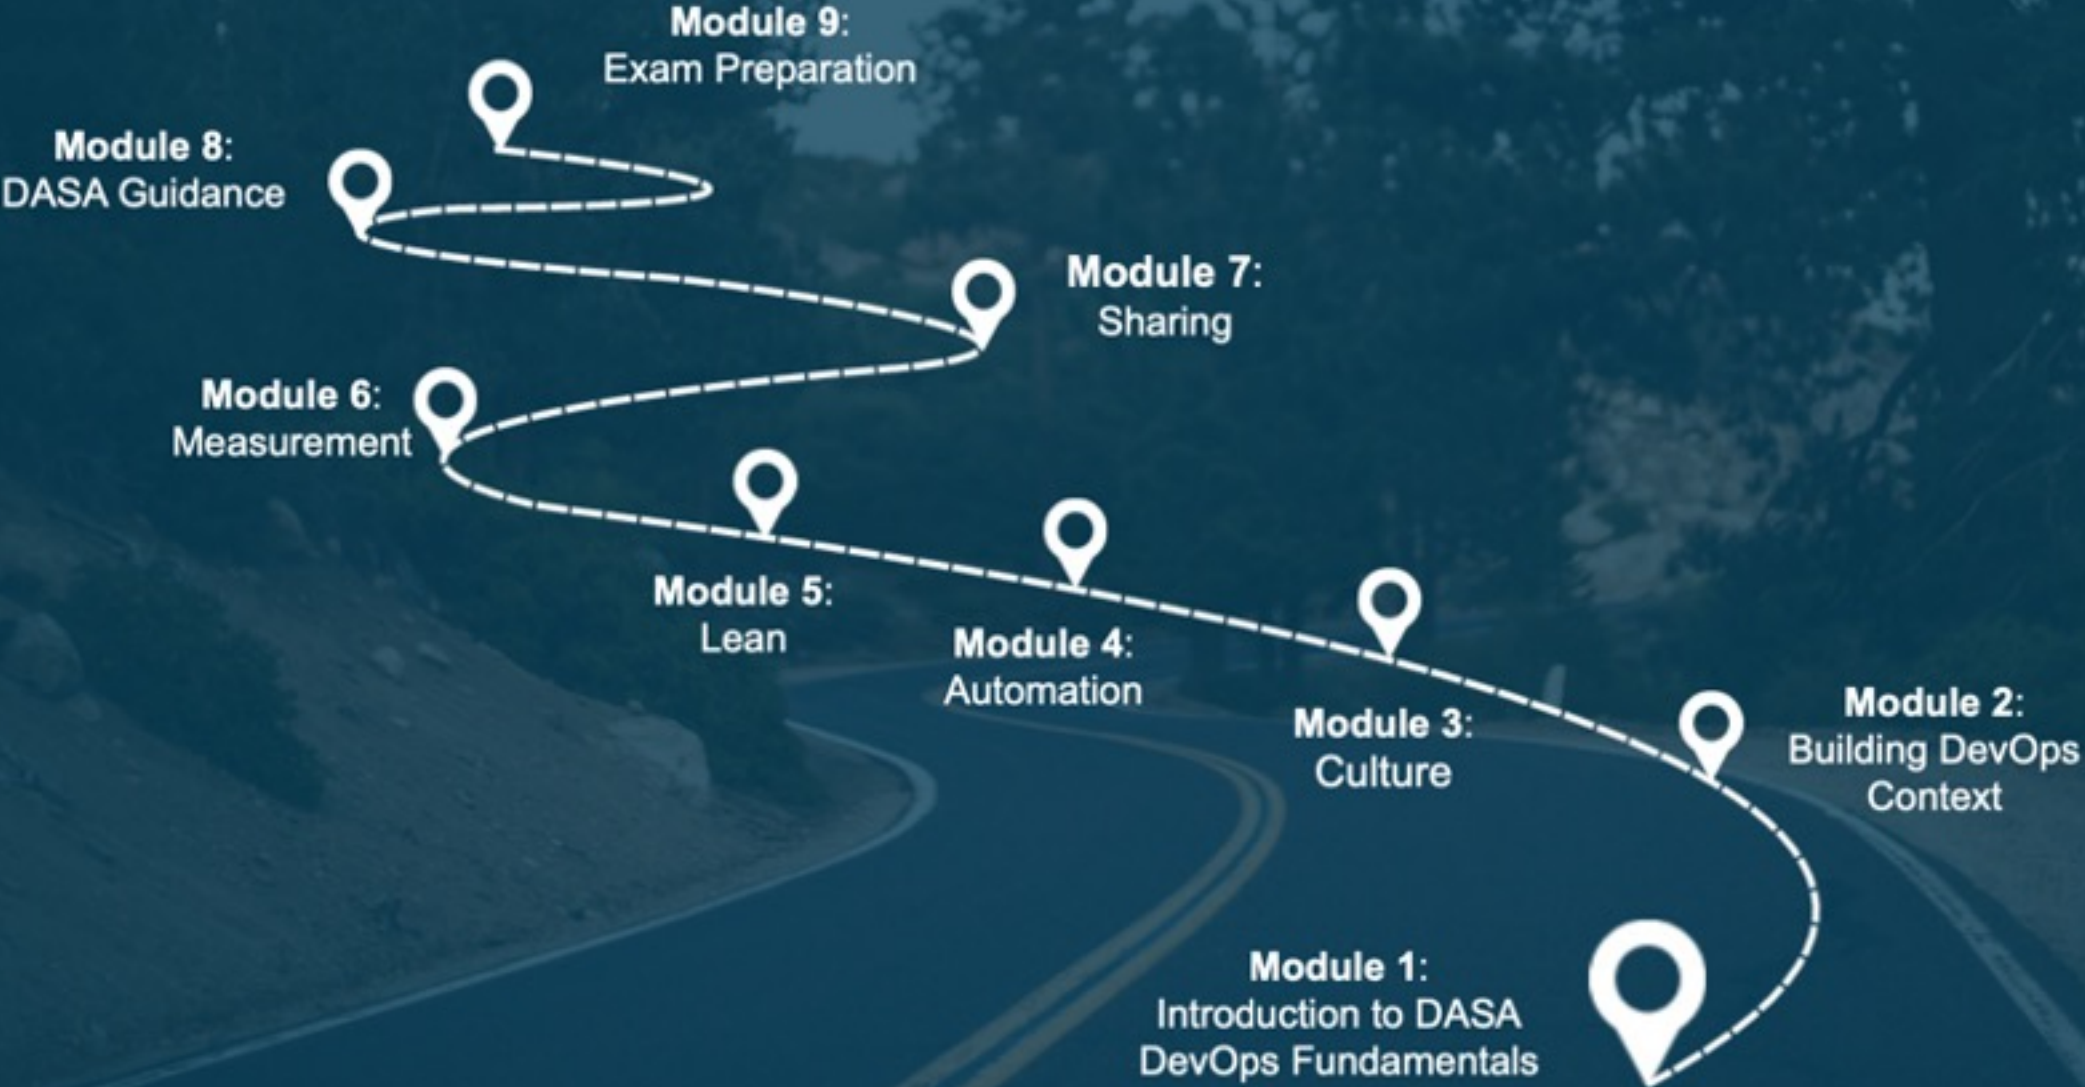 Module 9:
Exam Preparation
Module 8:
DASA Guidance
Module 7:
Sharing
Module 6:
Measurement
Module 5:
Lean
Module 4:
Automation
Module 3:
Culture
Module 2:
Building DevOps
Context
Module 1:
Introduction to DASA
DevOps Fundamentals